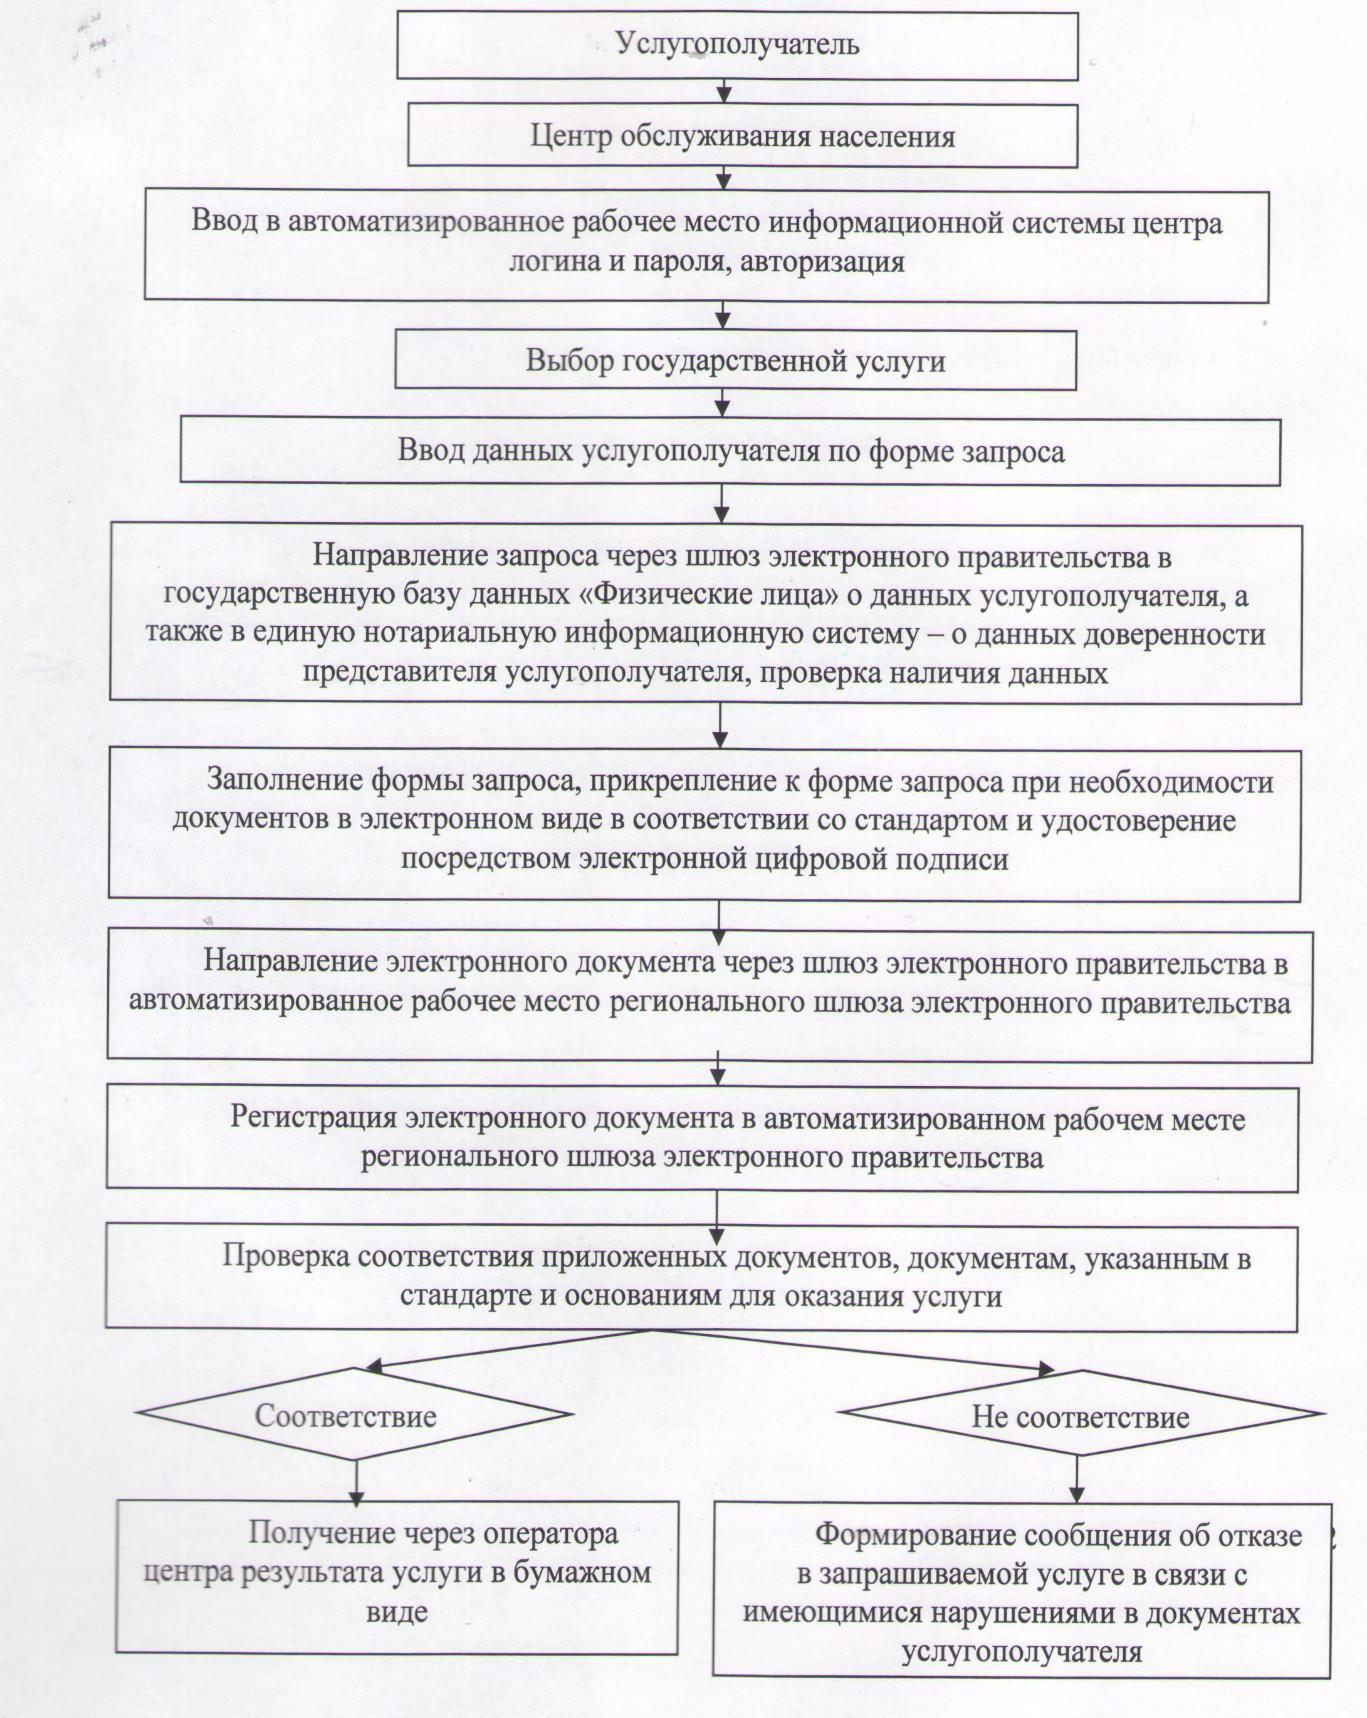 Услугополучатель
Центр обслуживания населения
Ввод в автоматизированное рабочее место информационной системы центра
логина и пароля, авторизация
Выбор государственной услуги
Ввод данных услугополучателя по форме запроса
Направление запроса через шлюз электронного правительства в
государственную базу данных «Физические лица» о данных услугополучателя, а
также в единую нотариальную информационную систему – о данных доверенности
представителя услугополучателя, проверка наличия данных
Заполнение формы запроса, прикрепление к форме запроса при необходимости
документов в электронном виде в соответствии со стандартом и удостоверение
посредством электронной цифровой подписи
Направление электронного документа через шлюз электронного правительства в
автоматизированное рабочее место регионального шлюза электронного правительства
Регистрация электронного документа в автоматизированном рабочем месте
регионального шлюза электронного правительства
Проверка соответствия приложенных документов, документам, указанным в
стандарте и основаниям для оказания услуги
Соответствие
Не соответствие
Получение через оператора
центра результата услуги в бумажном
виде
Формирование сообщения об отказе
в запрашиваемой услуге в связи с
имеющимися нарушениями в документах
услугополучателя